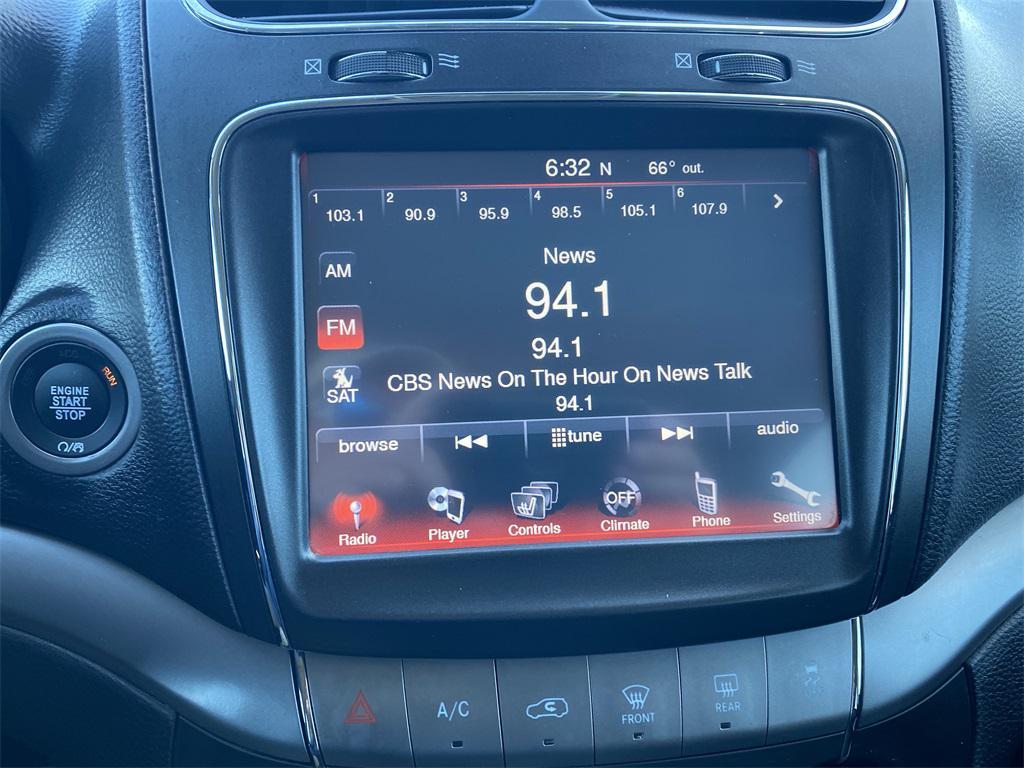 6:32 N 66° out.
1 2 3 4 5 6
103.1 90.9 95.9 98.5 105.1 107.9 >
AM
News
94.1
FM
94.1
SAT
CBS News On The Hour On News Talk
94.1
browse tune audio
Radio Player Controls OFF Climate Phone Settings
RUN
ENGINE
START
STOP
A/C FRONT REAR